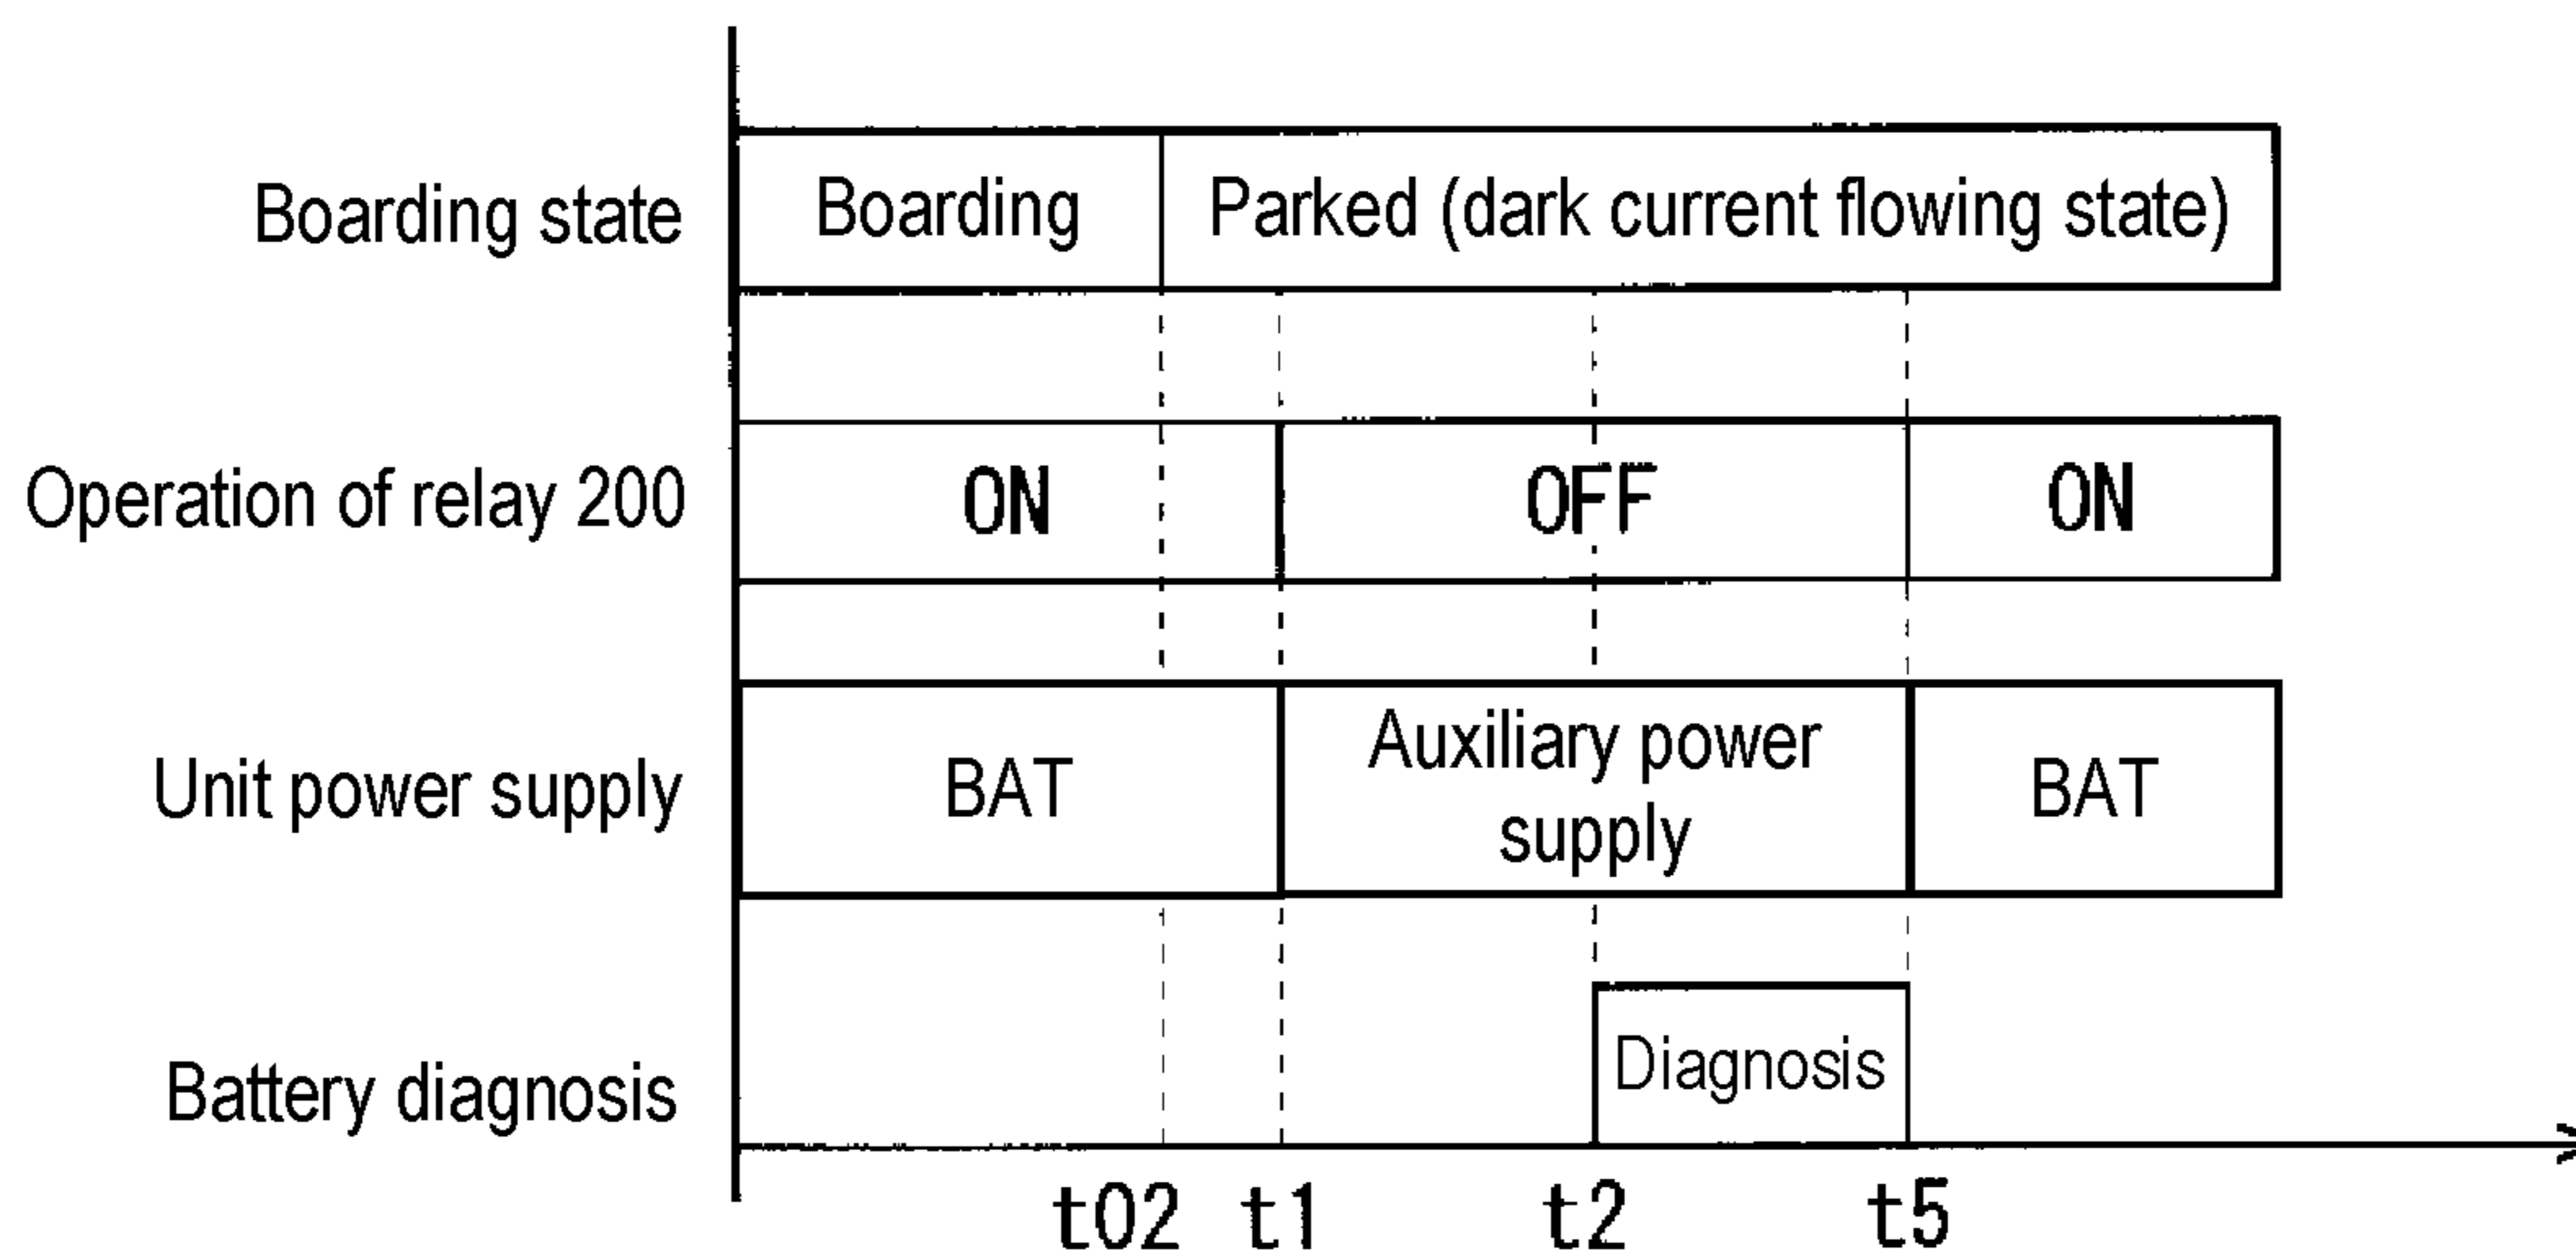 Boarding state
Boarding
Parked (dark current flowing state)
Operation of relay 200
ON
OFF
ON
Unit power supply
BAT
Auxiliary power
supply
BAT
Battery diagnosis
Diagnosis
t02
t1
t2
t5